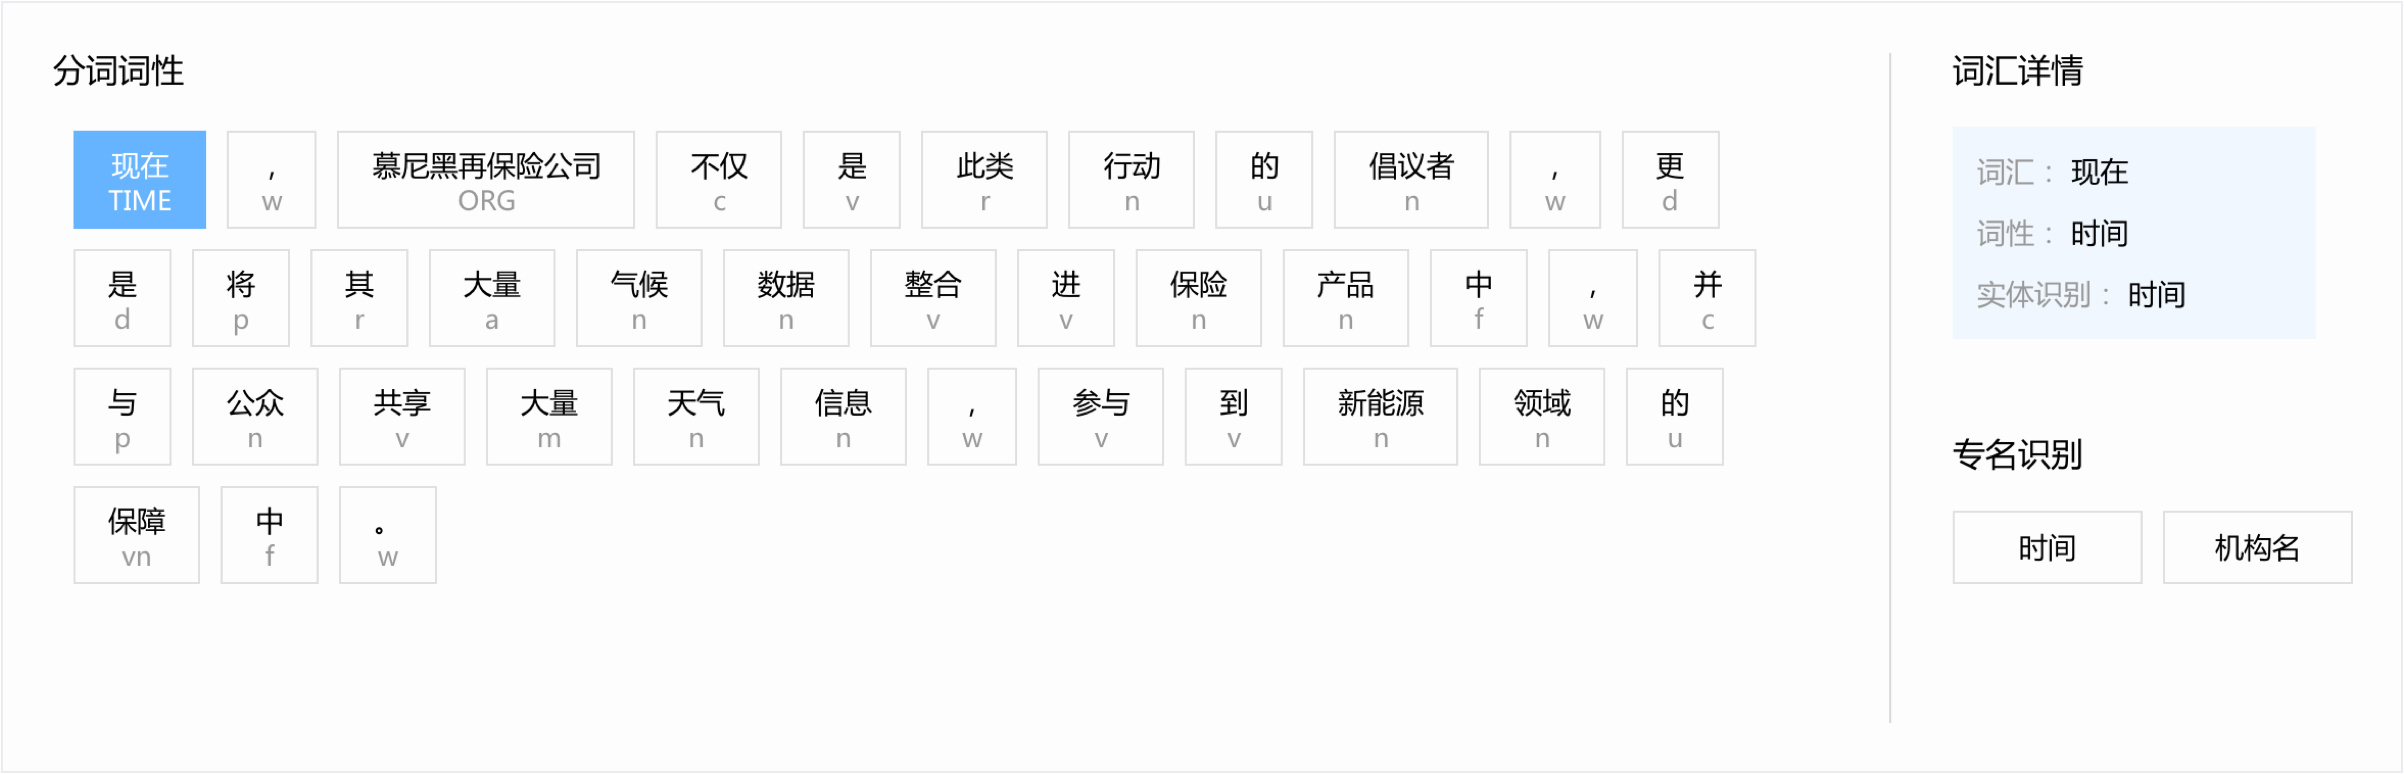 分词词性
现在 , 慕尼黑再保险公司 不仅 是 此类 行动 的 倡议者 , 更
TIME w ORG c v r n u n w d
是 将 其 大量 气候 数据 整合 进 保险 产品 中 , 并
d p r a n n v v n n f w c
与 公众 共享 大量 天气 信息 , 参与 到 新能源 领域 的
p n v m n n w v v n n u
保障 中 。
vn f w
词汇详情
词汇： 现在
词性： 时间
实体识别： 时间
专名识别
时间 机构名